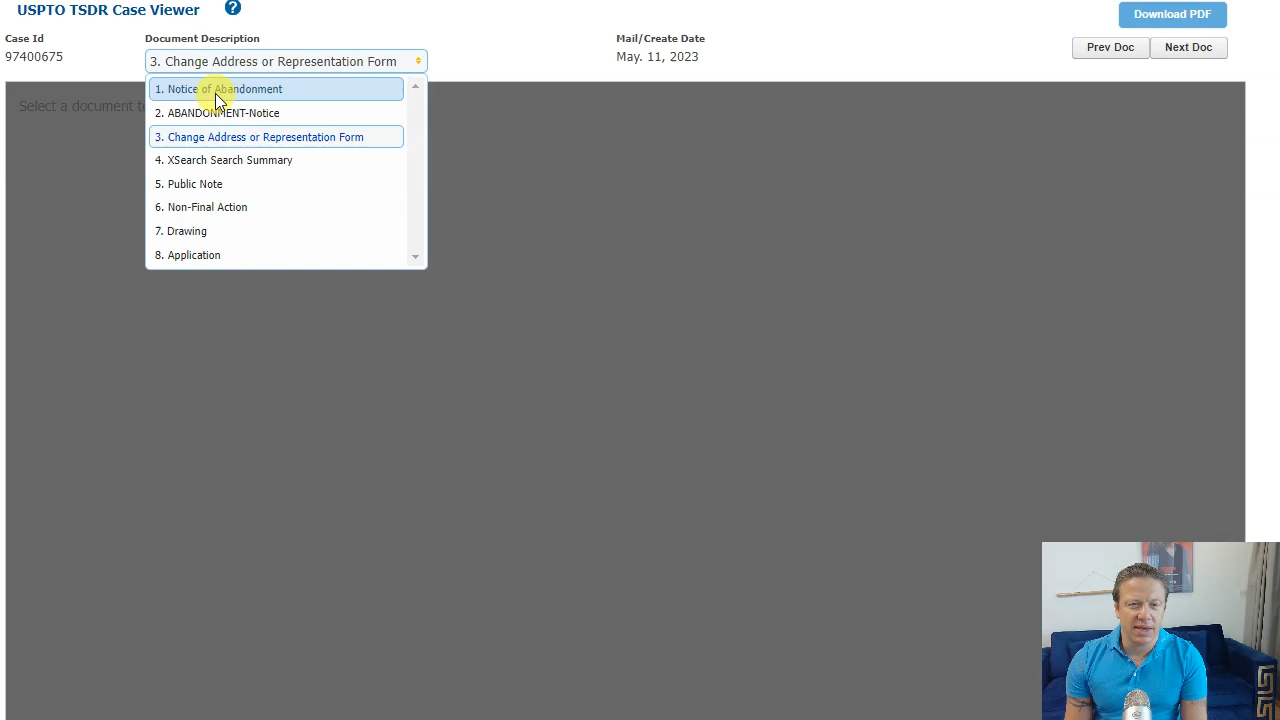 USPTO TSDR Case Viewer ?
Download PDF
Case Id
Document Description
Mail/Create Date
97400675
3. Change Address or Representation Form
May. 11, 2023
Prev Doc
Next Doc
1. Notice of Abandonment
2. ABANDONMENT-Notice
3. Change Address or Representation Form
4. XSearch Search Summary
5. Public Note
6. Non-Final Action
7. Drawing
8. Application
Select a document